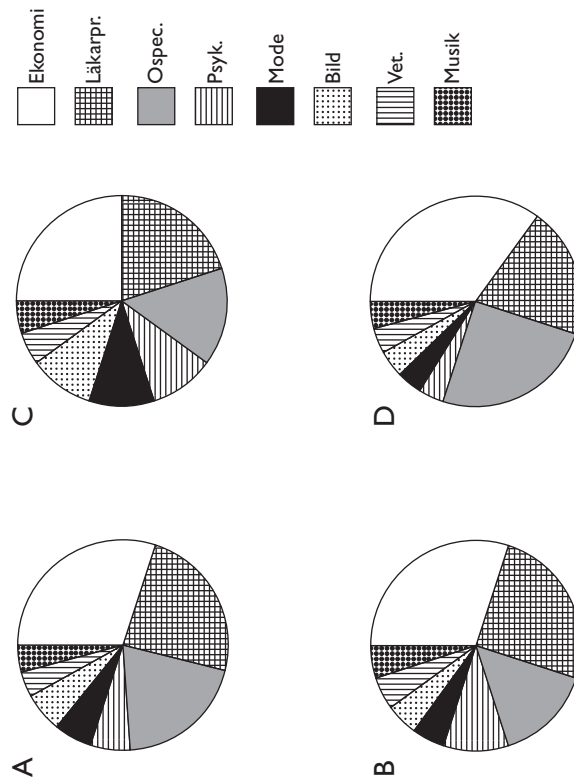 Ekonomi
Läkarpr.
Ospec.
Psyk.
Mode
Bild
Vet.
Musik
A
C
B
D